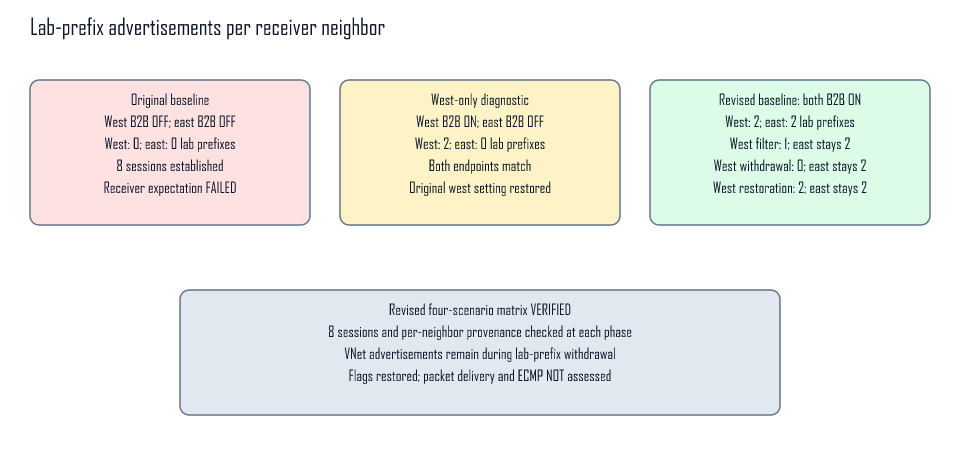 Lab-prefix advertisements per receiver neighbor
Original baseline
West B2B OFF; east B2B OFF
West: 0; east: 0 lab prefixes
8 sessions established
Receiver expectation FAILED
West-only diagnostic
West B2B ON; east B2B OFF
West: 2; east: 0 lab prefixes
Both endpoints match
Original west setting restored
Revised baseline: both B2B ON
West: 2; east: 2 lab prefixes
West filter: 1; east stays 2
West withdrawal: 0; east stays 2
West restoration: 2; east stays 2
Revised four-scenario matrix VERIFIED
8 sessions and per-neighbor provenance checked at each phase
VNet advertisements remain during lab-prefix withdrawal
Flags restored; packet delivery and ECMP NOT assessed